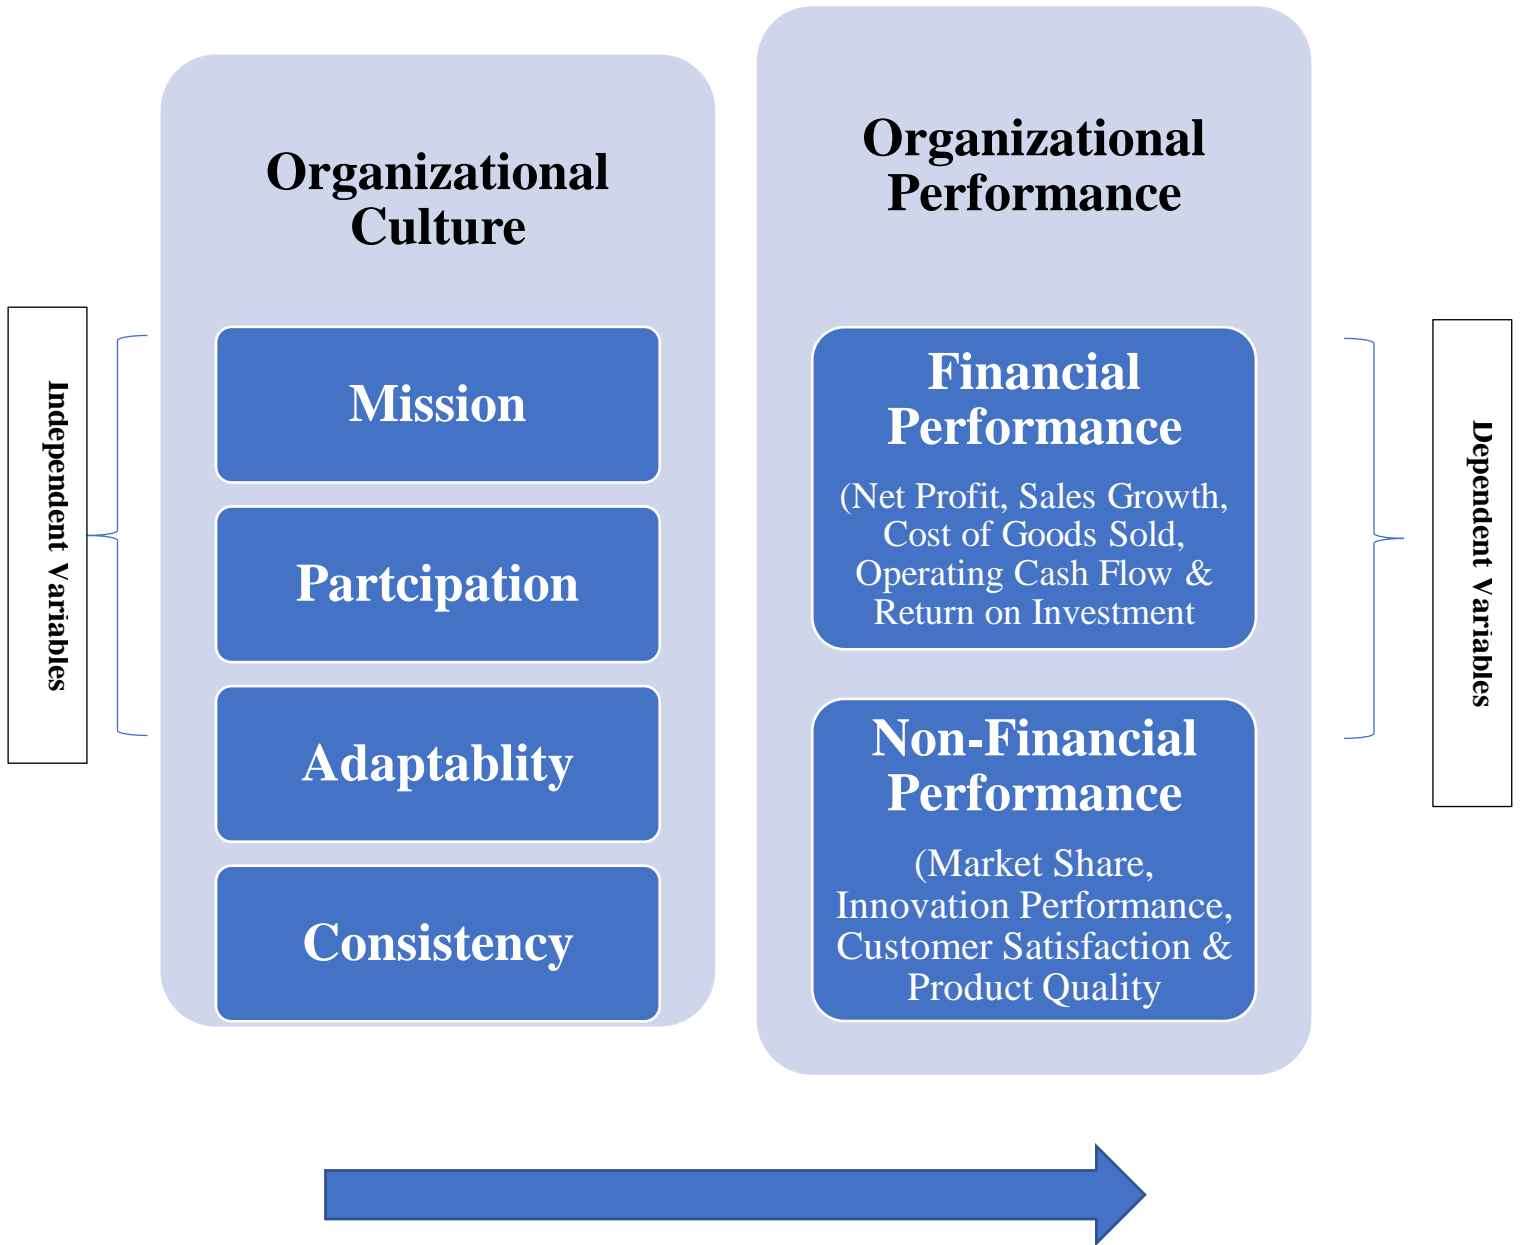 Organizational
Culture
Independent Variables
Mission
Partcipation
Adaptablity
Consistency
Organizational
Performance
Financial
Performance
(Net Profit, Sales Growth,
Cost of Goods Sold,
Operating Cash Flow &
Return on Investment
Non-Financial
Performance
(Market Share,
Innovation Performance,
Customer Satisfaction &
Product Quality
Dependent Variables